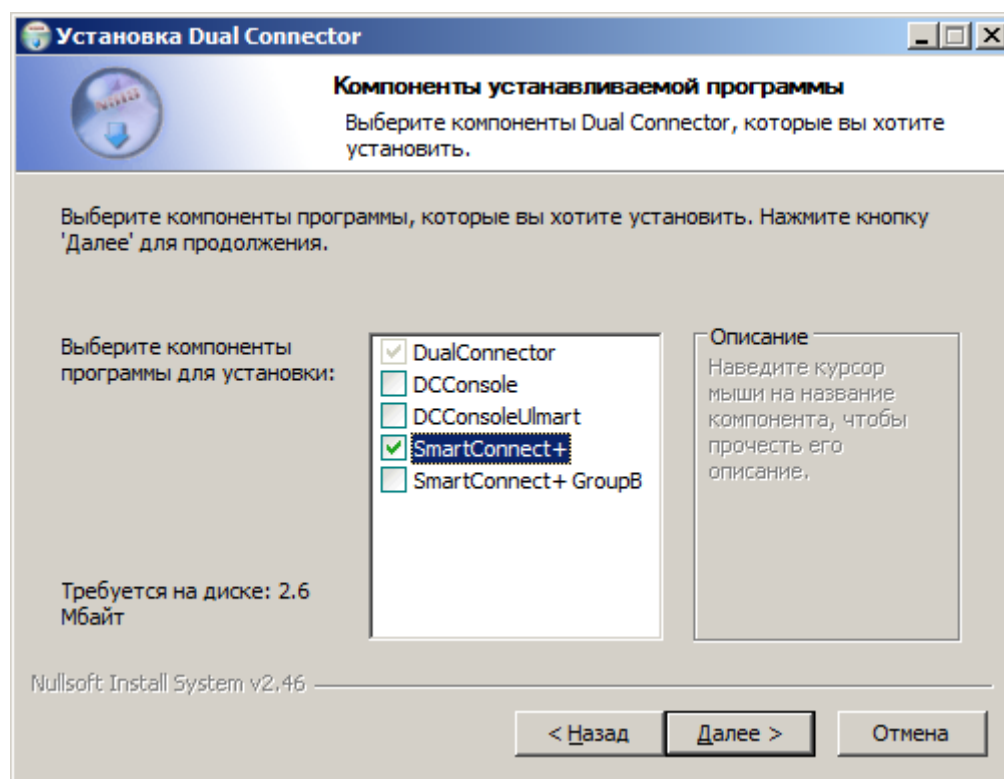 Установка Dual Connector
Компоненты устанавливаемой программы
Выберите компоненты Dual Connector, которые вы хотите
установить.
Выберите компоненты программы, которые вы хотите установить. Нажмите кнопку
'Далее' для продолжения.
Выберите компоненты
программы для установки:
DualConnector
DCConsole
DCConsoleUlmart
SmartConnect+
SmartConnect+ GroupB
Описание
Наведите курсор
мыши на название
компонента, чтобы
прочесть его
описание.
Требуется на диске: 2.6
Мбайт
Nullsoft Install System v2.46
< Назад
Далее >
Отмена